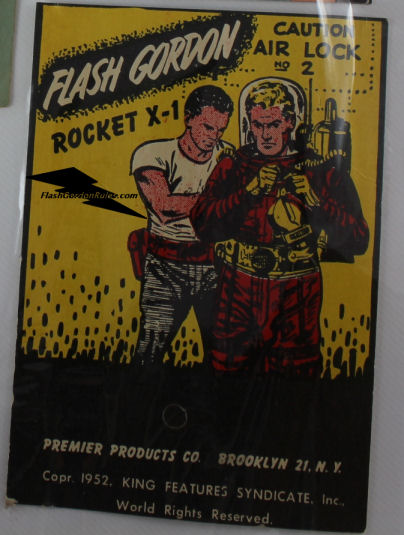 FLASH GORDON
CAUTION
AIR LOCK
NO 2
ROCKET X-1
FlashGordonRules.com
PREMIER PRODUCTS CO. BROOKLYN 21, N.Y.
Copr. 1952, KING FEATURES SYNDICATE, Inc.,
World Rights Reserved.